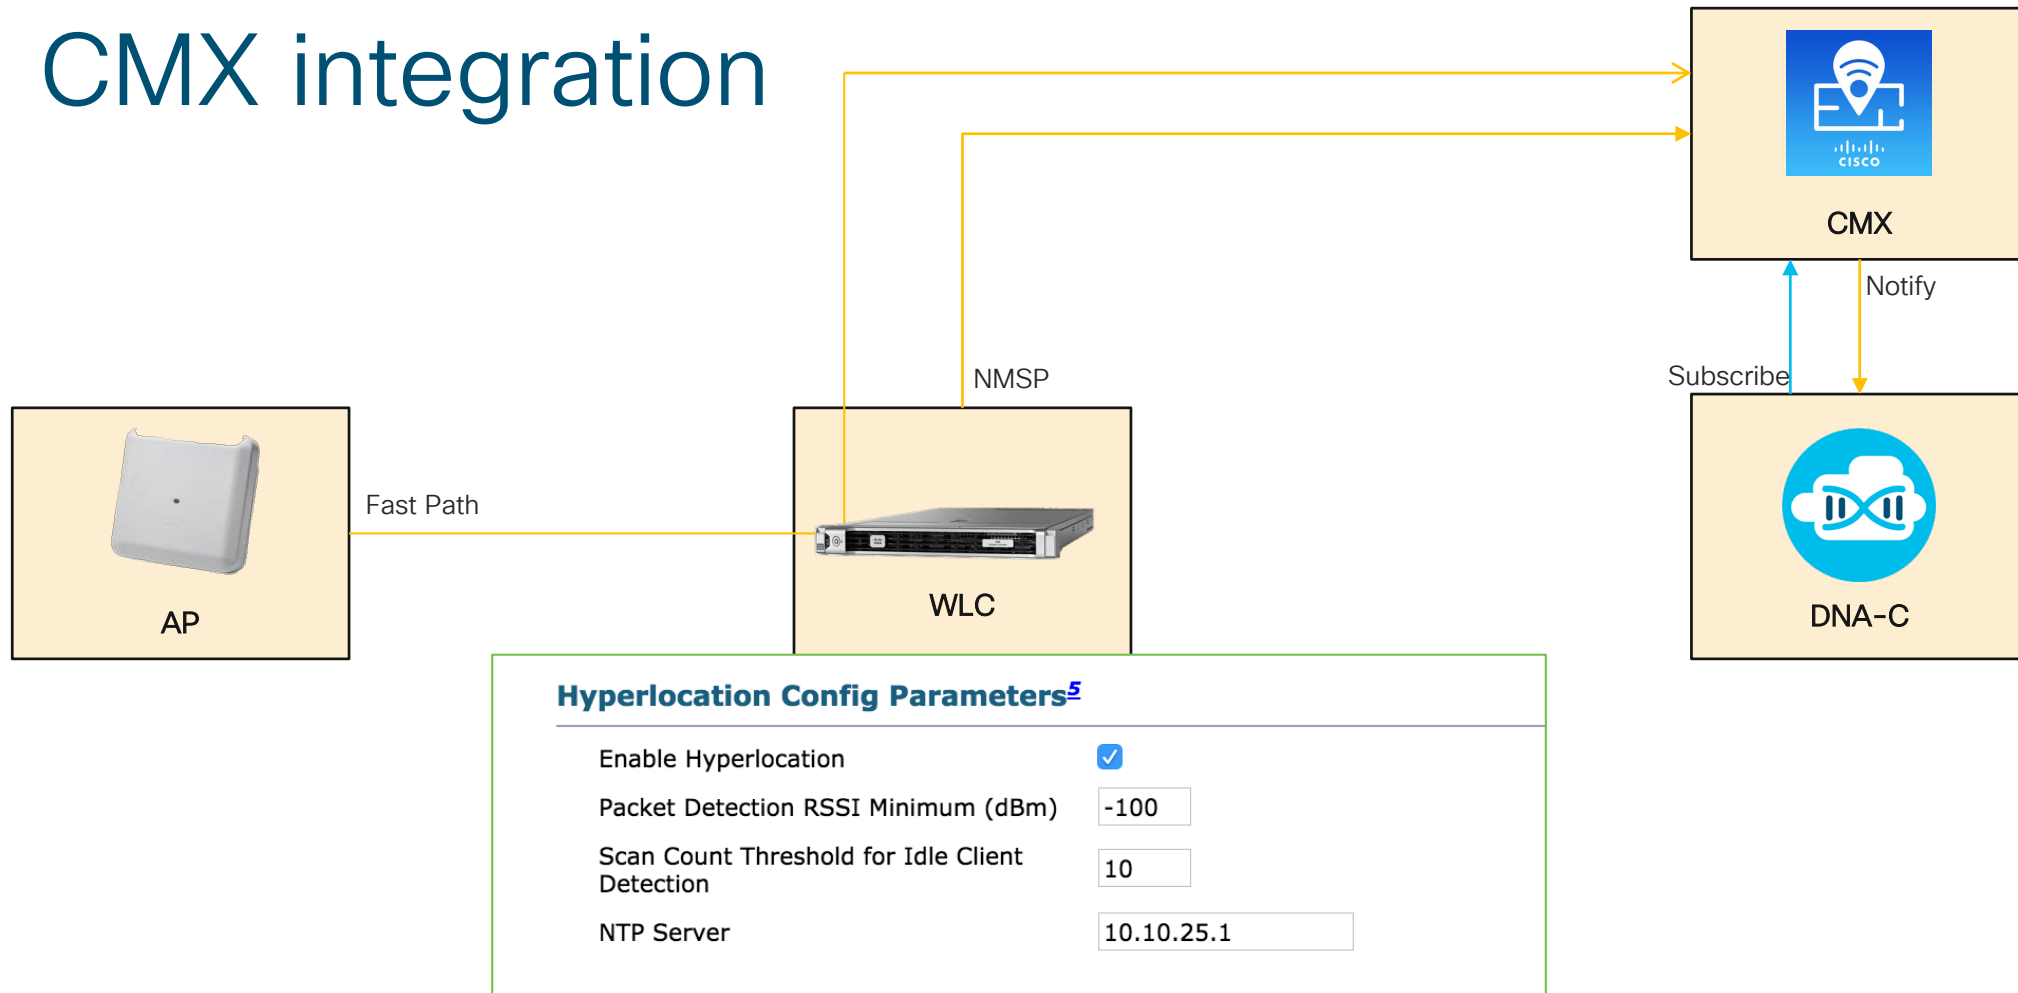 CMX integration
CISCO
CMX
Notify
Subscribe
NMSP
Fast Path
AP
WLC
DNA-C
Hyperlocation Config Parameters5
Enable Hyperlocation
Packet Detection RSSI Minimum (dBm) -100
Scan Count Threshold for Idle Client
Detection
10
NTP Server 10.10.25.1